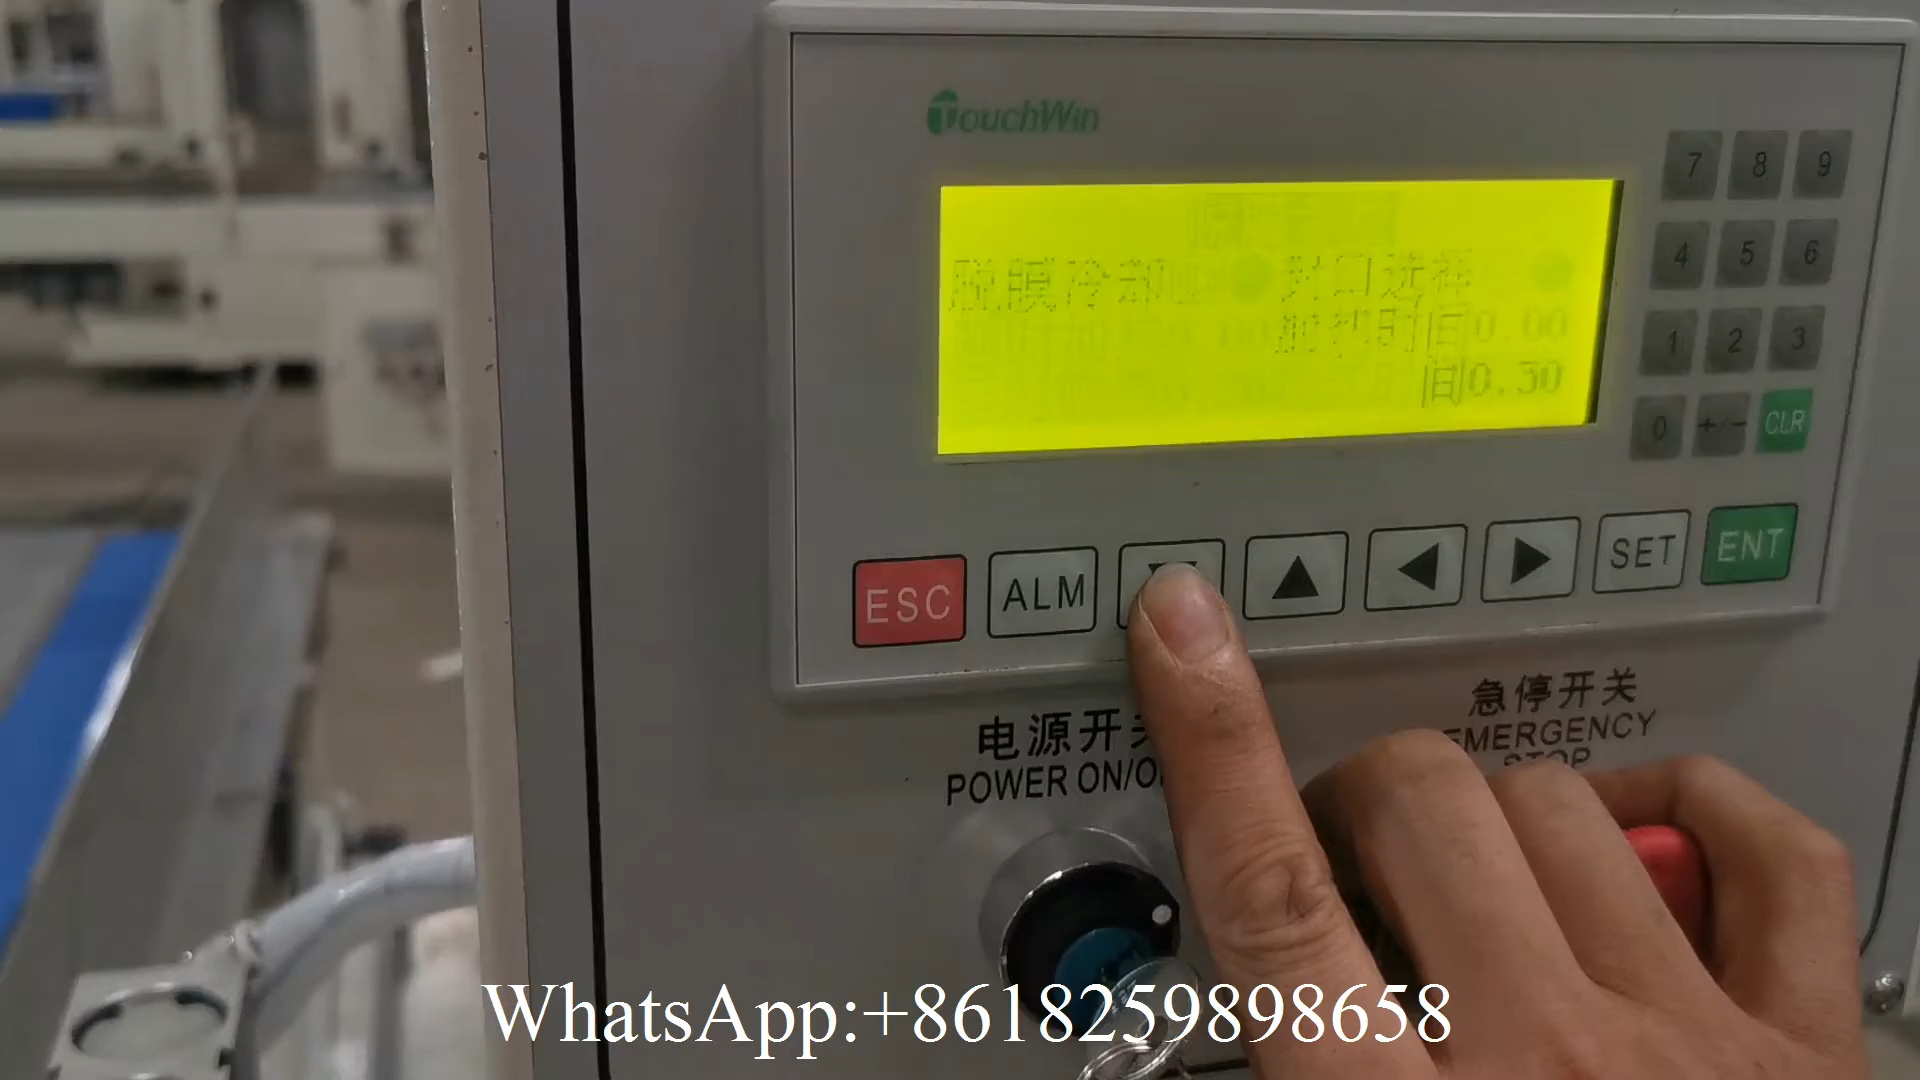 TouchWin
7 8 9
脱膜冷却 封口选择
4 5 6
时间0.00
1 2 3
间0.30
0 +/- CLR
ESC ALM SET ENT
电源开关
POWER ON/O
急停开关
EMERGENCY
STOP
WhatsApp:+8618259898658